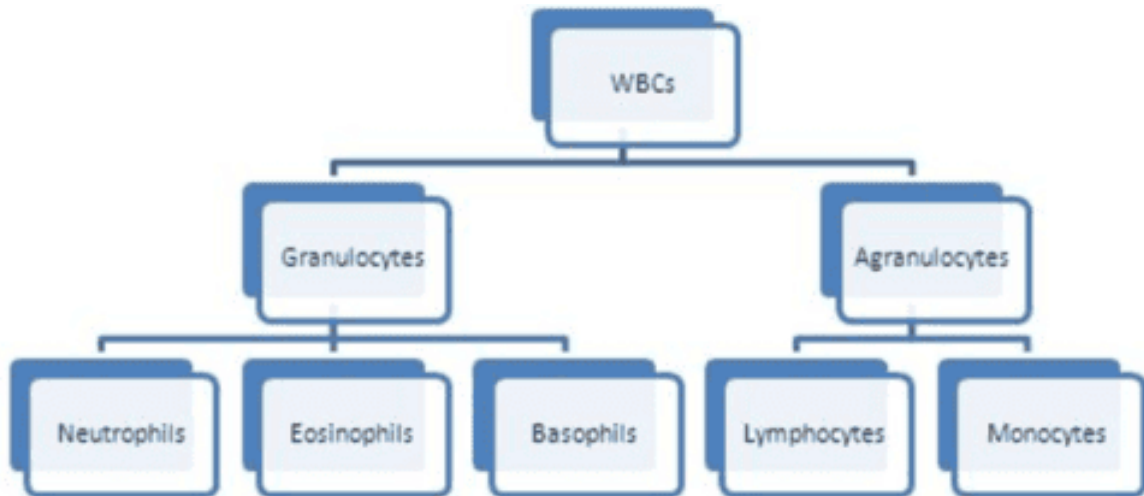 WBCs
Granulocytes
Agranulocytes
Neutrophils
Eosinophils
Basophils
Lymphocytes
Monocytes